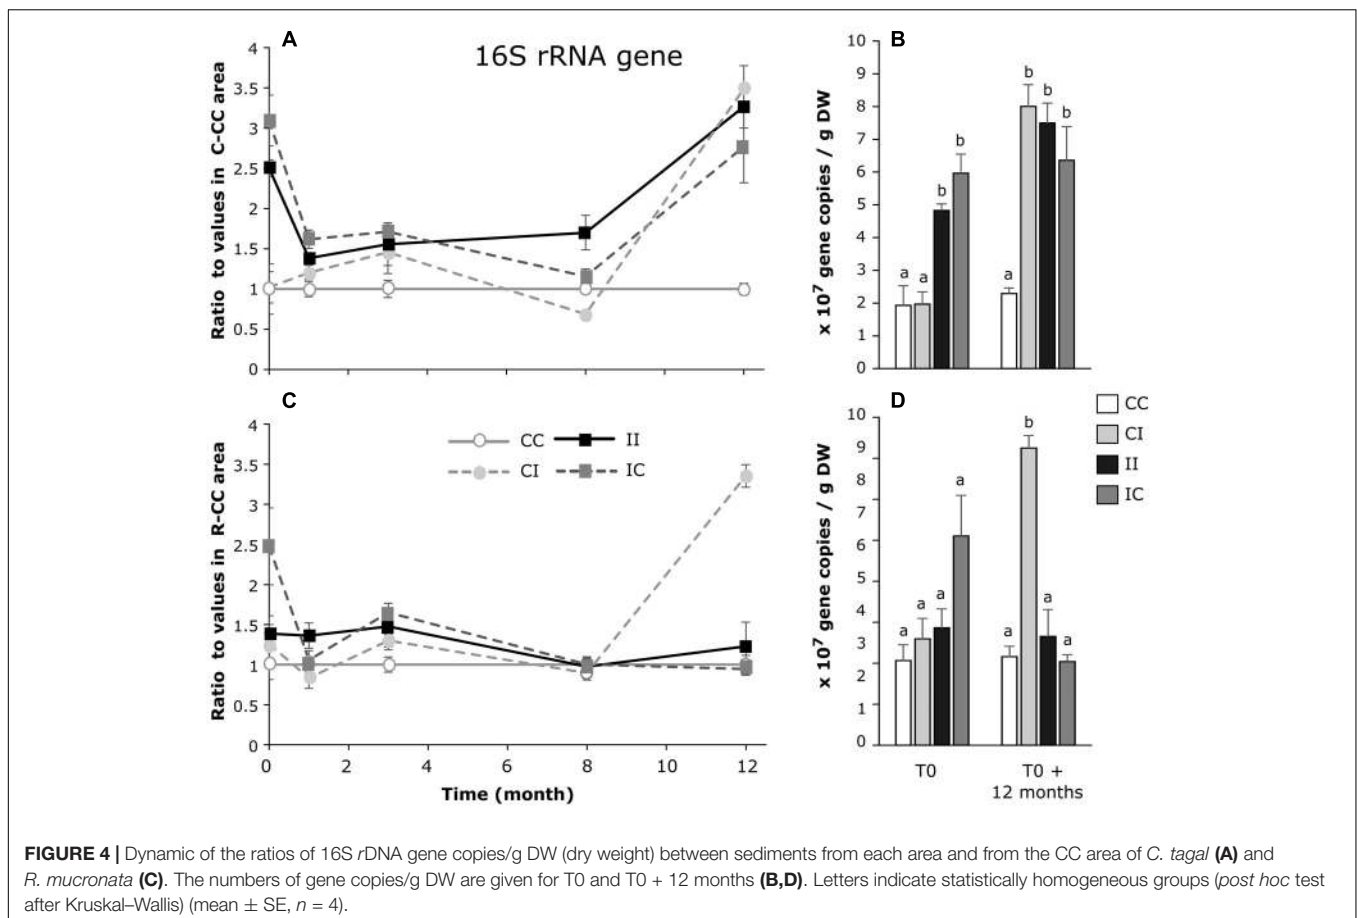 A
16S rRNA gene
Ratio to values in C-CC area
4
3.5
3
2.5
2
1.5
1
0.5
0
B
x 10⁷ gene copies / g DW
10
9
8
7
6
5
4
3
2
1
0
a
a
b
b
a
b
b
b
C
Ratio to values in R-CC area
4
3.5
3
2.5
2
1.5
1
0.5
0
CC
II
CI
IC
0
2
4
6
8
10
12
Time (month)
D
x 10⁷ gene copies / g DW
10
9
8
7
6
5
4
3
2
1
0
a
a
a
a
a
b
a
a
T0
T0 +
12 months
CC
CI
II
IC
FIGURE 4 | Dynamic of the ratios of 16S rDNA gene copies/g DW (dry weight) between sediments from each area and from the CC area of C. tagal (A) and
R. mucronata (C). The numbers of gene copies/g DW are given for T0 and T0 + 12 months (B,D). Letters indicate statistically homogeneous groups (post hoc test
after Kruskal–Wallis) (mean ± SE, n = 4).